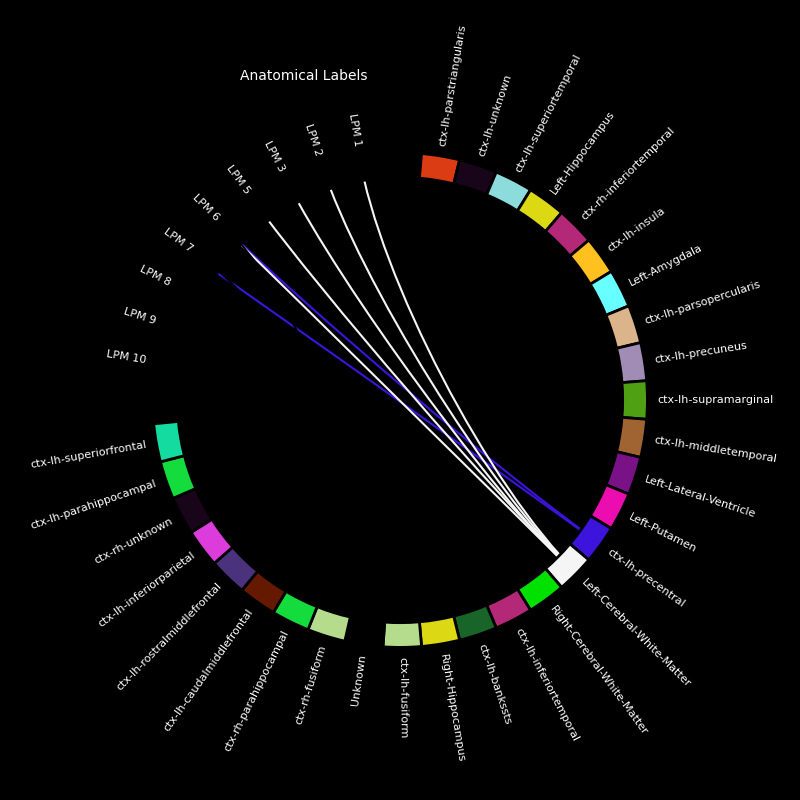 Anatomical Labels
ctx-lh-parstriangularis
ctx-lh-unknown
ctx-lh-superiortemporal
Left-Hippocampus
ctx-rh-inferiortemporal
ctx-lh-insula
Left-Amygdala
ctx-lh-parsopercularis
ctx-lh-precuneus
ctx-lh-supramarginal
ctx-lh-middletemporal
Left-Lateral-Ventricle
Left-Putamen
ctx-lh-precentral
Left-Cerebral-White-Matter
Right-Cerebral-White-Matter
ctx-lh-inferiortemporal
ctx-lh-bankssts
Right-Hippocampus
ctx-lh-fusiform
Unknown
ctx-rh-fusiform
ctx-rh-parahippocampal
ctx-lh-caudalmiddlefrontal
ctx-lh-rostralmiddlefrontal
ctx-lh-inferiorparietal
ctx-rh-unknown
ctx-lh-parahippocampal
ctx-lh-superiorfrontal
LPM 10
LPM 9
LPM 8
LPM 7
LPM 6
LPM 5
LPM 3
LPM 2
LPM 1